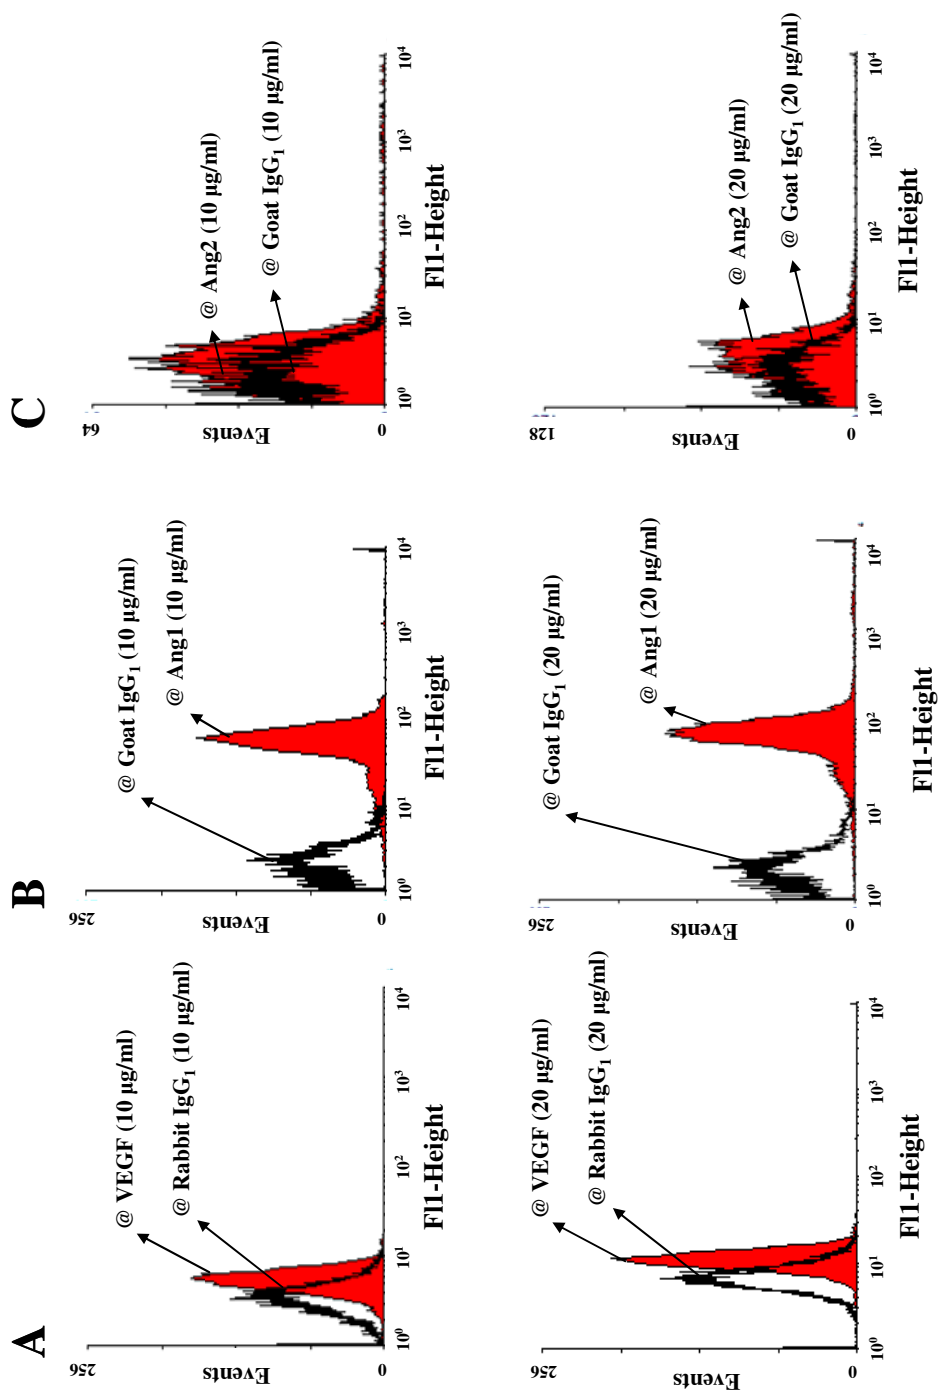 A
256
Events
0
@ VEGF (10 µg/ml)
@ Rabbit IgG1 (10 µg/ml)
10^0
10^1
10^2
10^3
10^4
Fl1-Height
256
Events
0
@ VEGF (20 µg/ml)
@ Rabbit IgG1 (20 µg/ml)
10^0
10^1
10^2
10^3
10^4
Fl1-Height
B
256
Events
0
@ Goat IgG1 (10 µg/ml)
@ Ang1 (10 µg/ml)
10^0
10^1
10^2
10^3
10^4
Fl1-Height
256
Events
0
@ Goat IgG1 (20 µg/ml)
@ Ang1 (20 µg/ml)
10^0
10^1
10^2
10^3
10^4
Fl1-Height
C
64
Events
0
@ Ang2 (10 µg/ml)
@ Goat IgG1 (10 µg/ml)
10^0
10^1
10^2
10^3
10^4
Fl1-Height
128
Events
0
@ Ang2 (20 µg/ml)
@ Goat IgG1 (20 µg/ml)
10^0
10^1
10^2
10^3
10^4
Fl1-Height